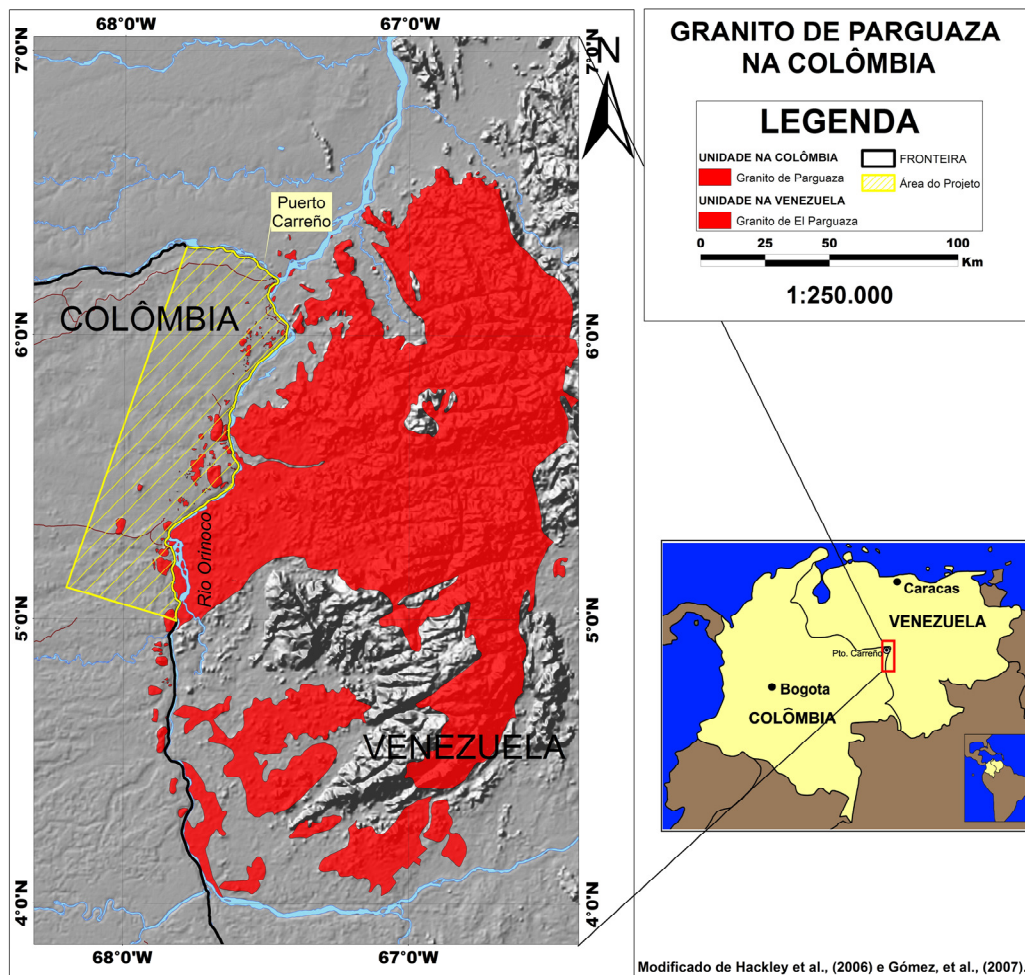 68°0'W
67°0'W
7°0'N
7°0'N
N
Puerto
Carreño
COLÔMBIA
6°0'N
6°0'N
Rio Orinoco
5°0'N
5°0'N
VENEZUELA
4°0'N
4°0'N
68°0'W
67°0'W
GRANITO DE PARGUAZA
NA COLÔMBIA
LEGENDA
UNIDADE NA COLÔMBIA
Granito de Parguaza
UNIDADE NA VENEZUELA
Granito de El Parguaza
FRONTEIRA
Área do Projeto
0 25 50 100
Km
1:250.000
Caracas
VENEZUELA
Pto. Carreño
Bogota
COLÔMBIA
Modificado de Hackley et al., (2006) e Gómez, et al., (2007).